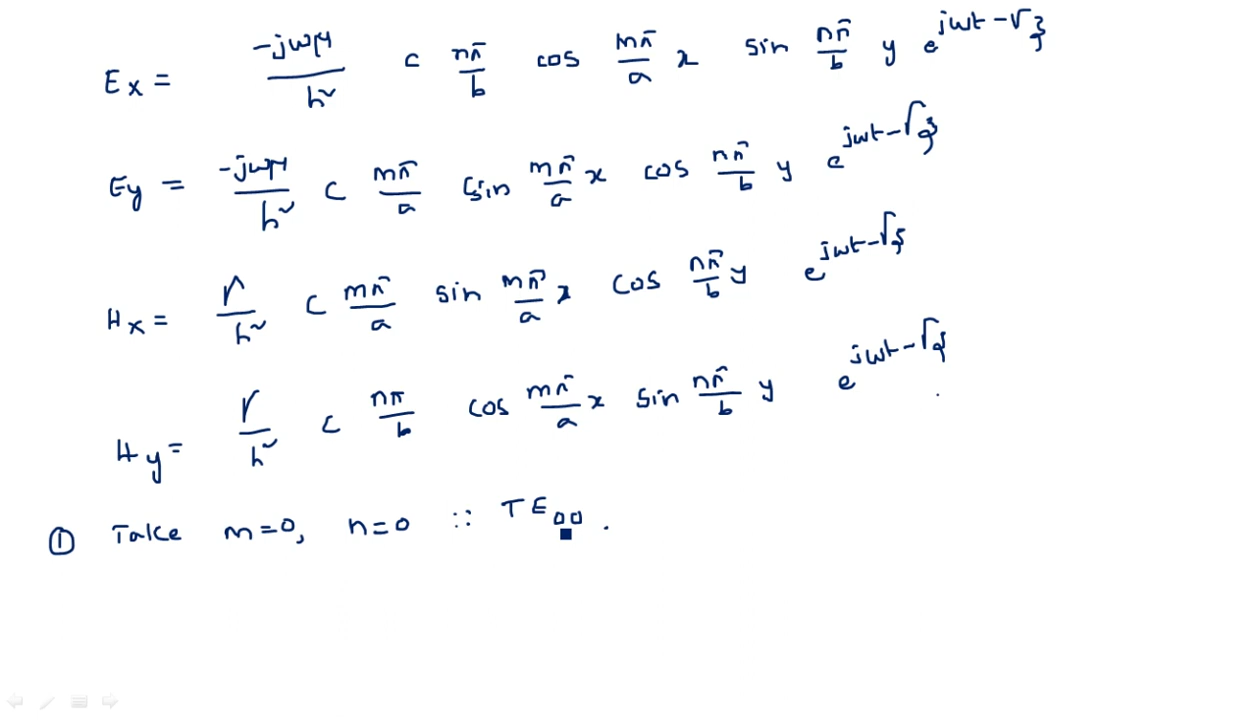 Ex = -jωμ/h² C nπ/b cos mπ/a x sin nπ/b y e^(jωt-Γz)
Ey = -jωμ/h² C mπ/a sin mπ/a x cos nπ/b y e^(jωt-Γz)
Hx = Γ/h² C mπ/a sin mπ/a x cos nπ/b y e^(jωt-Γz)
Hy = Γ/h² C nπ/b cos mπ/a x sin nπ/b y e^(jωt-Γz)
① Take m=0, n=0 :: TE00.